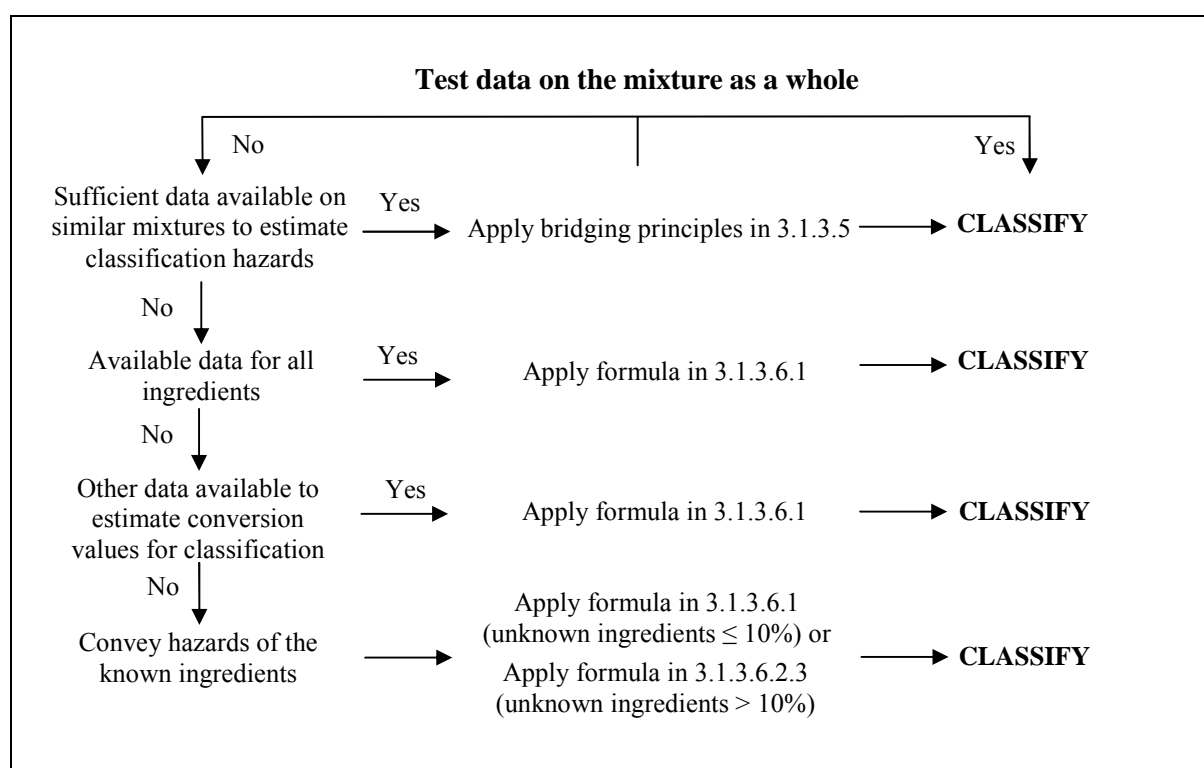 Test data on the mixture as a whole
No
Yes
Sufficient data available on
similar mixtures to estimate
classification hazards
Yes
Apply bridging principles in 3.1.3.5
CLASSIFY
No
Available data for all
ingredients
Yes
Apply formula in 3.1.3.6.1
CLASSIFY
No
Other data available to
estimate conversion
values for classification
Yes
Apply formula in 3.1.3.6.1
CLASSIFY
No
Convey hazards of the
known ingredients
Apply formula in 3.1.3.6.1
(unknown ingredients ≤ 10%) or
Apply formula in 3.1.3.6.2.3
(unknown ingredients > 10%)
CLASSIFY